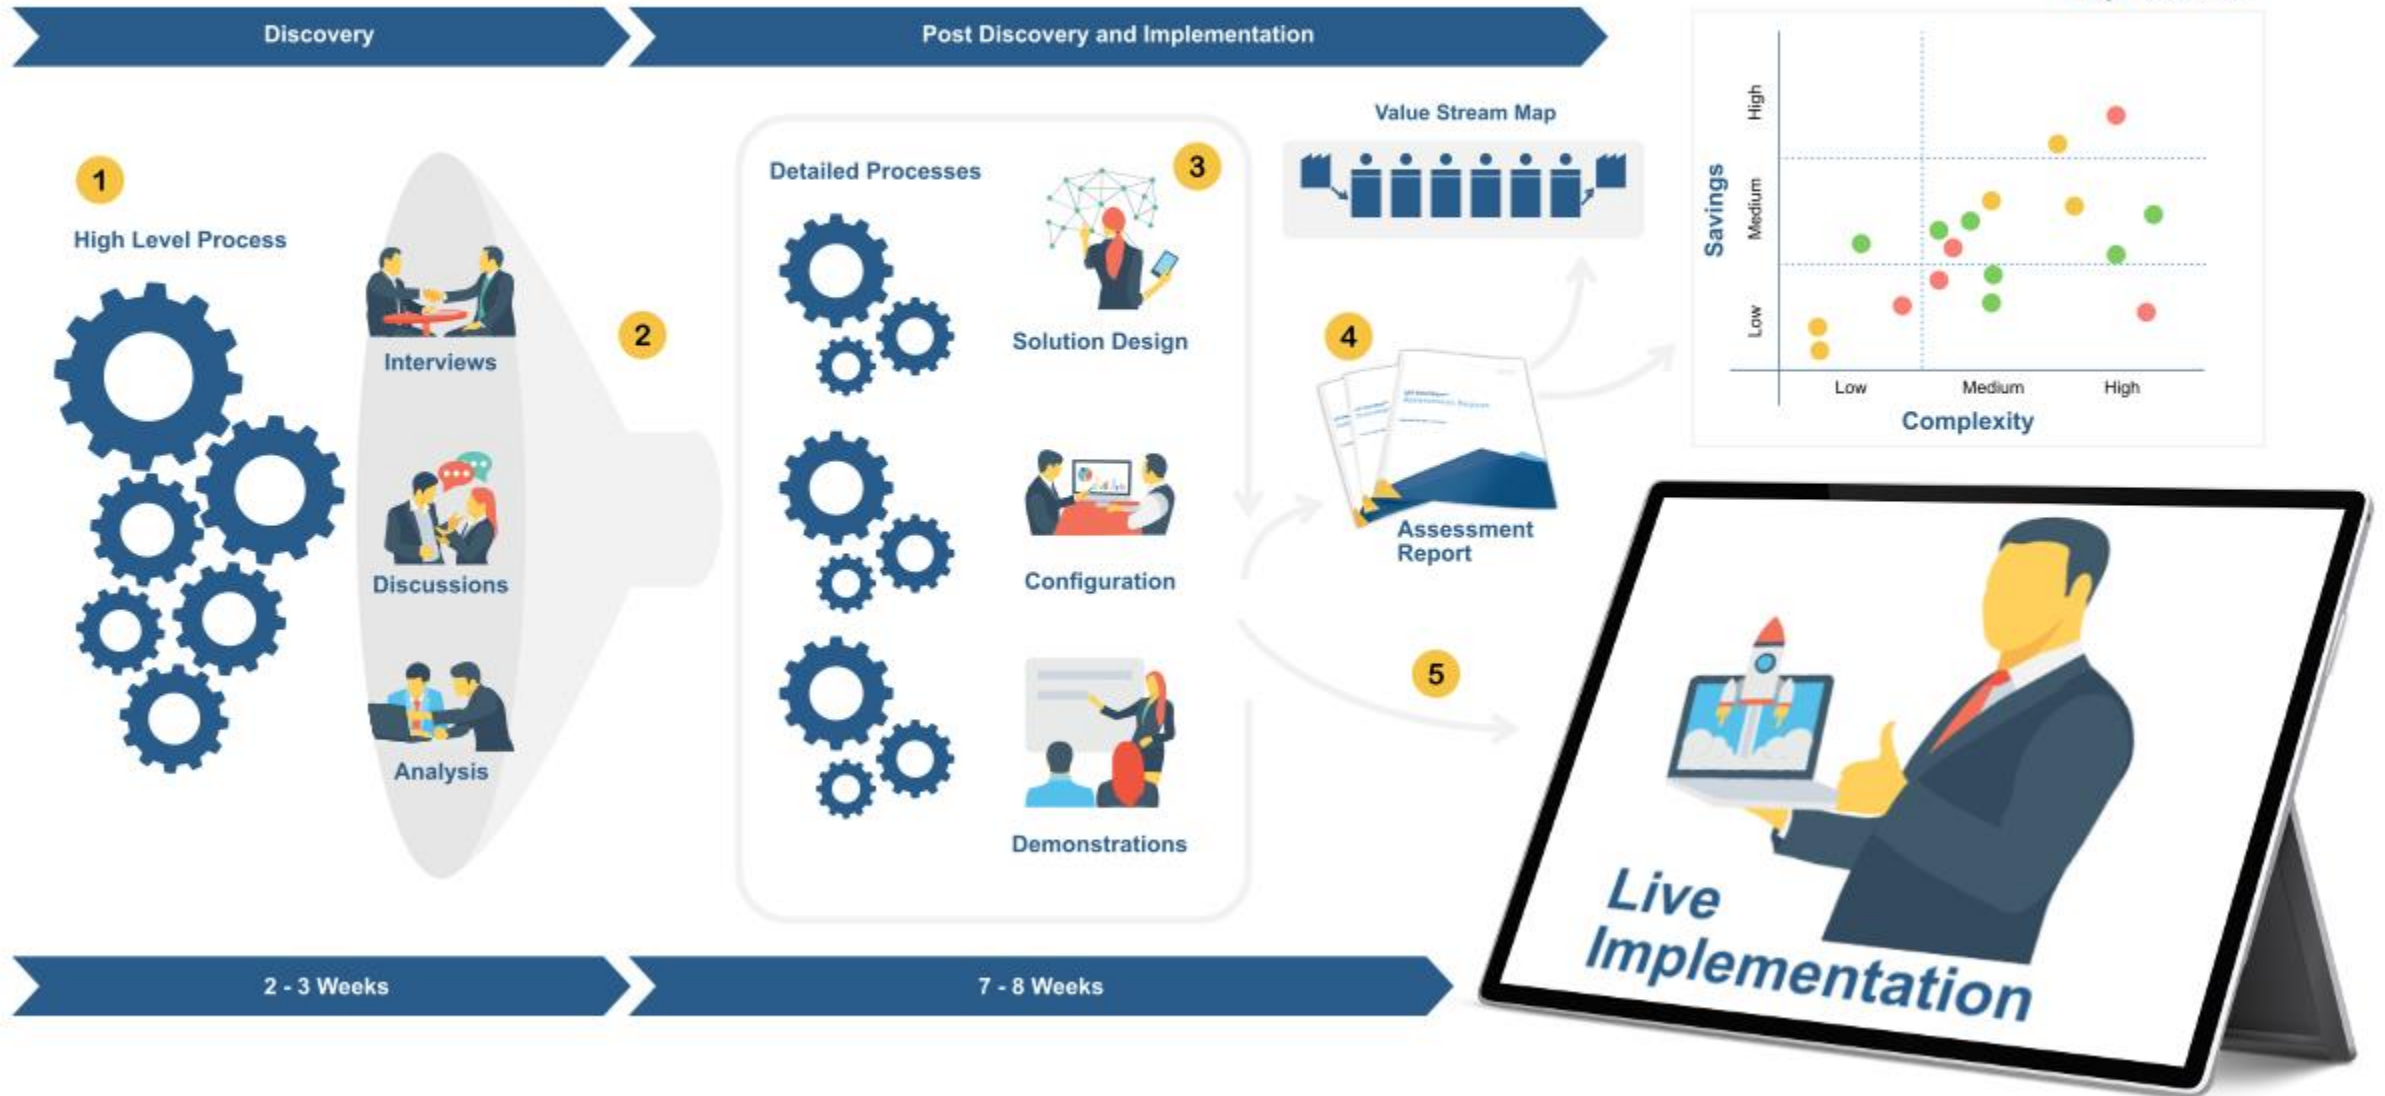 Discovery
Post Discovery and Implementation
1
High Level Process
Interviews
Discussions
Analysis
2
Detailed Processes
3
Solution Design
Configuration
Demonstrations
Value Stream Map
4
Assessment Report
Assessment
Report
Savings
High
Medium
Low
Low
Medium
High
Complexity
5
Live
Implementation
2 - 3 Weeks
7 - 8 Weeks